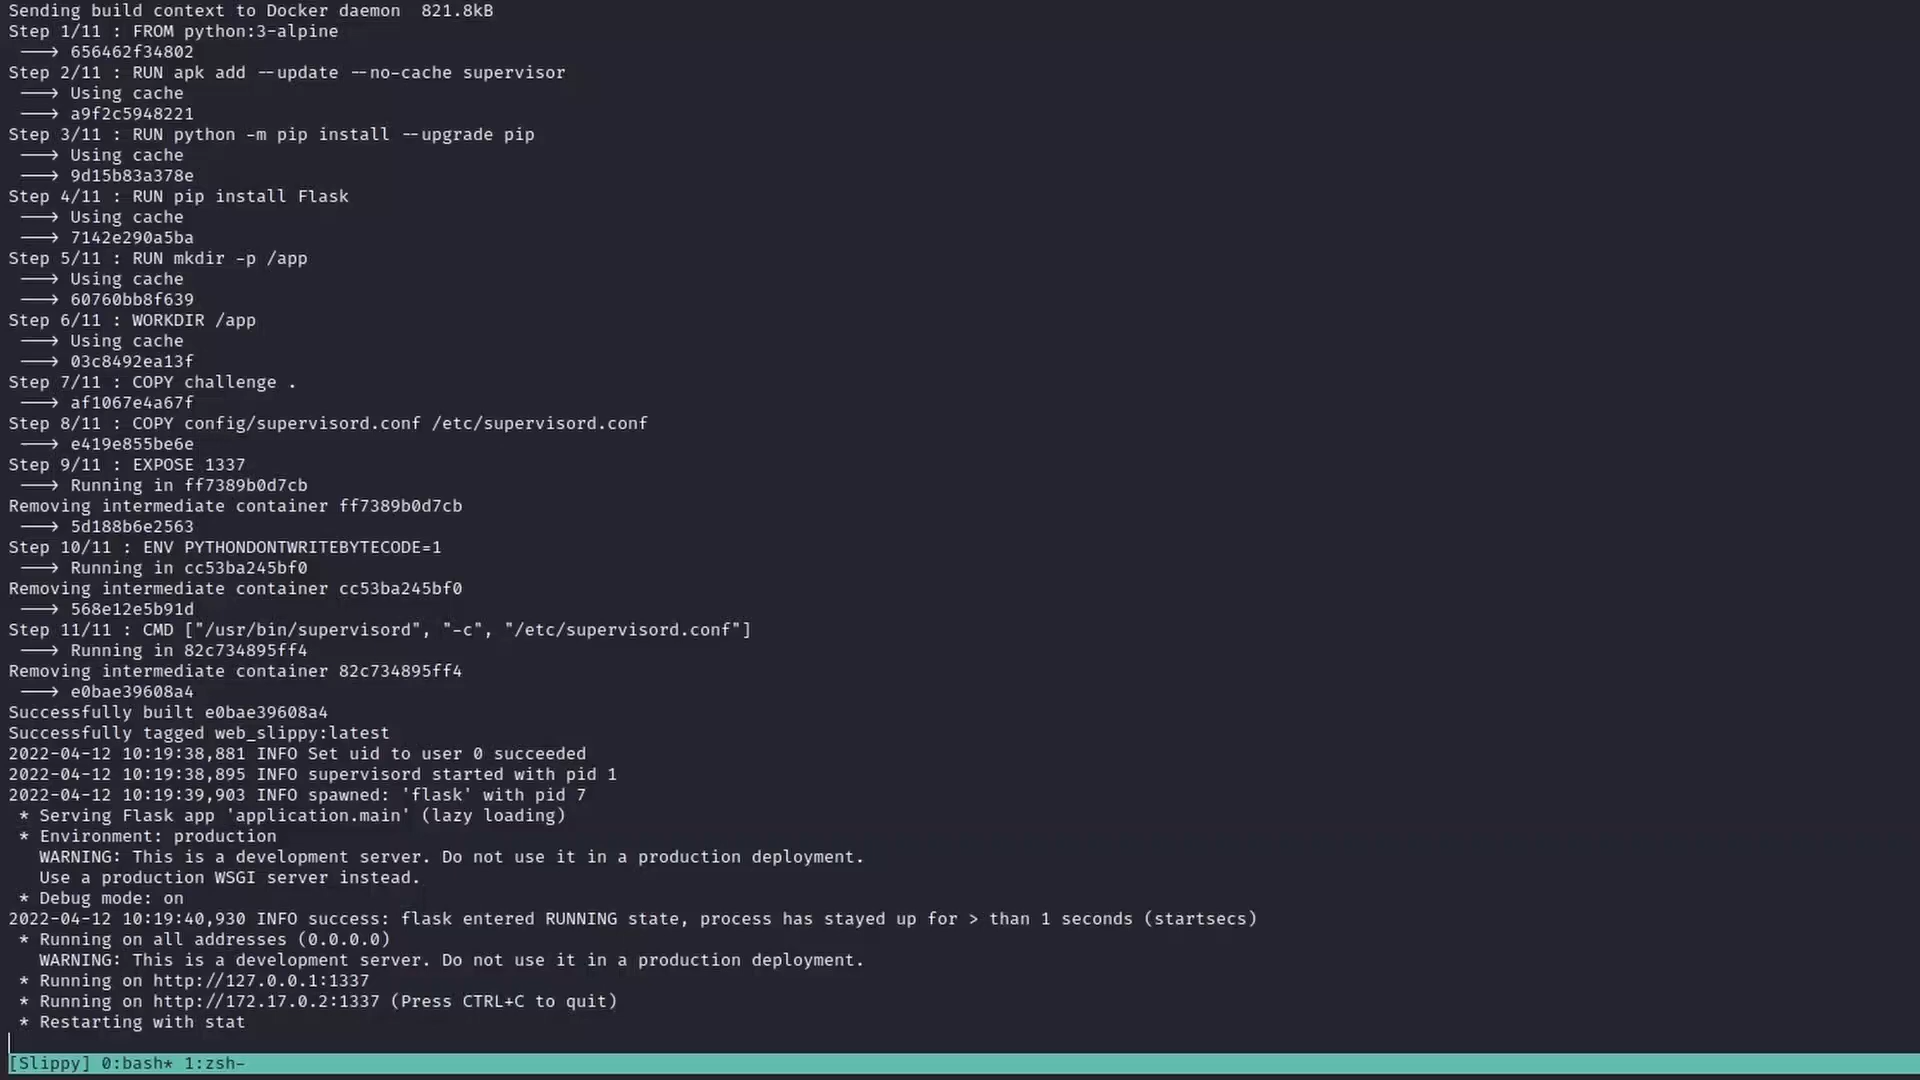 Sending build context to Docker daemon  821.8kB
Step 1/11 : FROM python:3-alpine
 ---> 656462f34802
Step 2/11 : RUN apk add --update --no-cache supervisor
 ---> Using cache
 ---> a9f2c5948221
Step 3/11 : RUN python -m pip install --upgrade pip
 ---> Using cache
 ---> 9d15b83a378e
Step 4/11 : RUN pip install Flask
 ---> Using cache
 ---> 7142e290a5ba
Step 5/11 : RUN mkdir -p /app
 ---> Using cache
 ---> 60760bb8f639
Step 6/11 : WORKDIR /app
 ---> Using cache
 ---> 03c8492ea13f
Step 7/11 : COPY challenge .
 ---> af1067e4a67f
Step 8/11 : COPY config/supervisord.conf /etc/supervisord.conf
 ---> e419e855be6e
Step 9/11 : EXPOSE 1337
 ---> Running in ff7389b0d7cb
Removing intermediate container ff7389b0d7cb
 ---> 5d188b6e2563
Step 10/11 : ENV PYTHONDONTWRITEBYTECODE=1
 ---> Running in cc53ba245bf0
Removing intermediate container cc53ba245bf0
 ---> 568e12e5b91d
Step 11/11 : CMD ["/usr/bin/supervisord", "-c", "/etc/supervisord.conf"]
 ---> Running in 82c734895ff4
Removing intermediate container 82c734895ff4
 ---> e0bae39608a4
Successfully built e0bae39608a4
Successfully tagged web_slippy:latest
2022-04-12 10:19:38,881 INFO Set uid to user 0 succeeded
2022-04-12 10:19:38,895 INFO supervisord started with pid 1
2022-04-12 10:19:39,903 INFO spawned: 'flask' with pid 7
 * Serving Flask app 'application.main' (lazy loading)
 * Environment: production
   WARNING: This is a development server. Do not use it in a production deployment.
   Use a production WSGI server instead.
 * Debug mode: on
2022-04-12 10:19:40,930 INFO success: flask entered RUNNING state, process has stayed up for > than 1 seconds (startsecs)
 * Running on all addresses (0.0.0.0)
   WARNING: This is a development server. Do not use it in a production deployment.
 * Running on http://127.0.0.1:1337
 * Running on http://172.17.0.2:1337 (Press CTRL+C to quit)
 * Restarting with stat
[Slippy] 0:bash* 1:zsh-